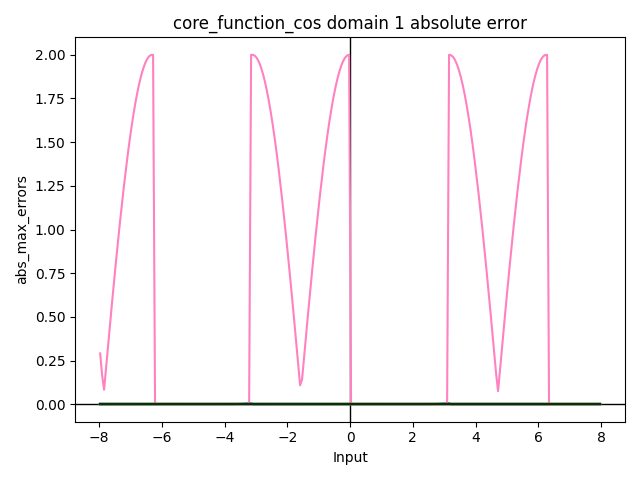 core_function_cos domain 1 absolute error
abs_max_errors
2.00
1.75
1.50
1.25
1.00
0.75
0.50
0.25
0.00
−8 −6 −4 −2 0 2 4 6 8
Input